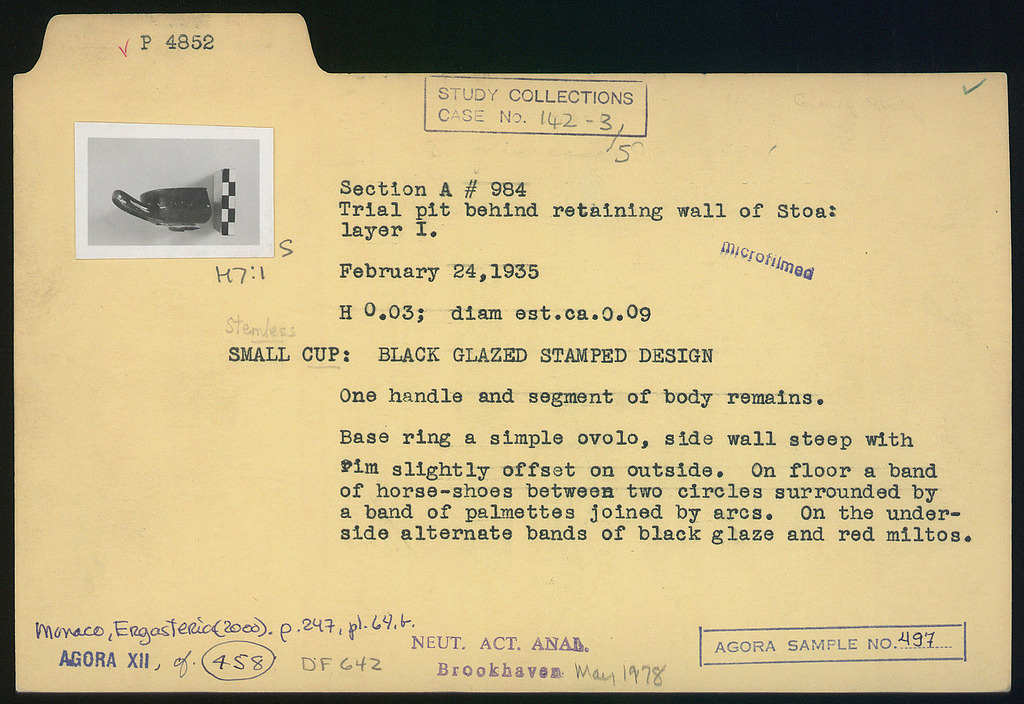 ✓ P 4852
STUDY COLLECTIONS
CASE No. 142-3/5
✓
Section A # 984
Trial pit behind retaining wall of Stoa:
layer I.
microfilmed
S
H7:1
February 24,1935
H 0.03; diam est.ca.0.09
Stemless
SMALL CUP: BLACK GLAZED STAMPED DESIGN
One handle and segment of body remains.
Base ring a simple ovolo, side wall steep with
rim slightly offset on outside. On floor a band
of horse-shoes between two circles surrounded by
a band of palmettes joined by arcs. On the under-
side alternate bands of black glaze and red miltos.
Monaco, Ergasteria (2000). p.247, pl.64,b.
AGORA XII, cf. 458 DF 642
NEUT. ACT. ANAL.
Brookhaven May 1978
AGORA SAMPLE NO. 497